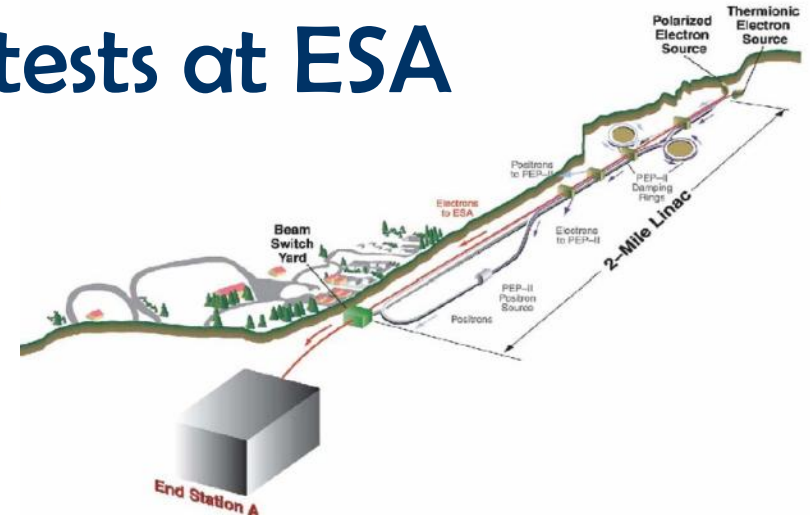 tests at ESA
Thermionic
Electron
Source
Polarized
Electron
Source
Positrons
to PEP-II
PEP-II
Damping
Rings
Electrons
to ESA
Electrons
to PEP-II
2-Mile Linac
Beam
Switch
Yard
PEP-II
Positron
Source
Positrons
End Station A